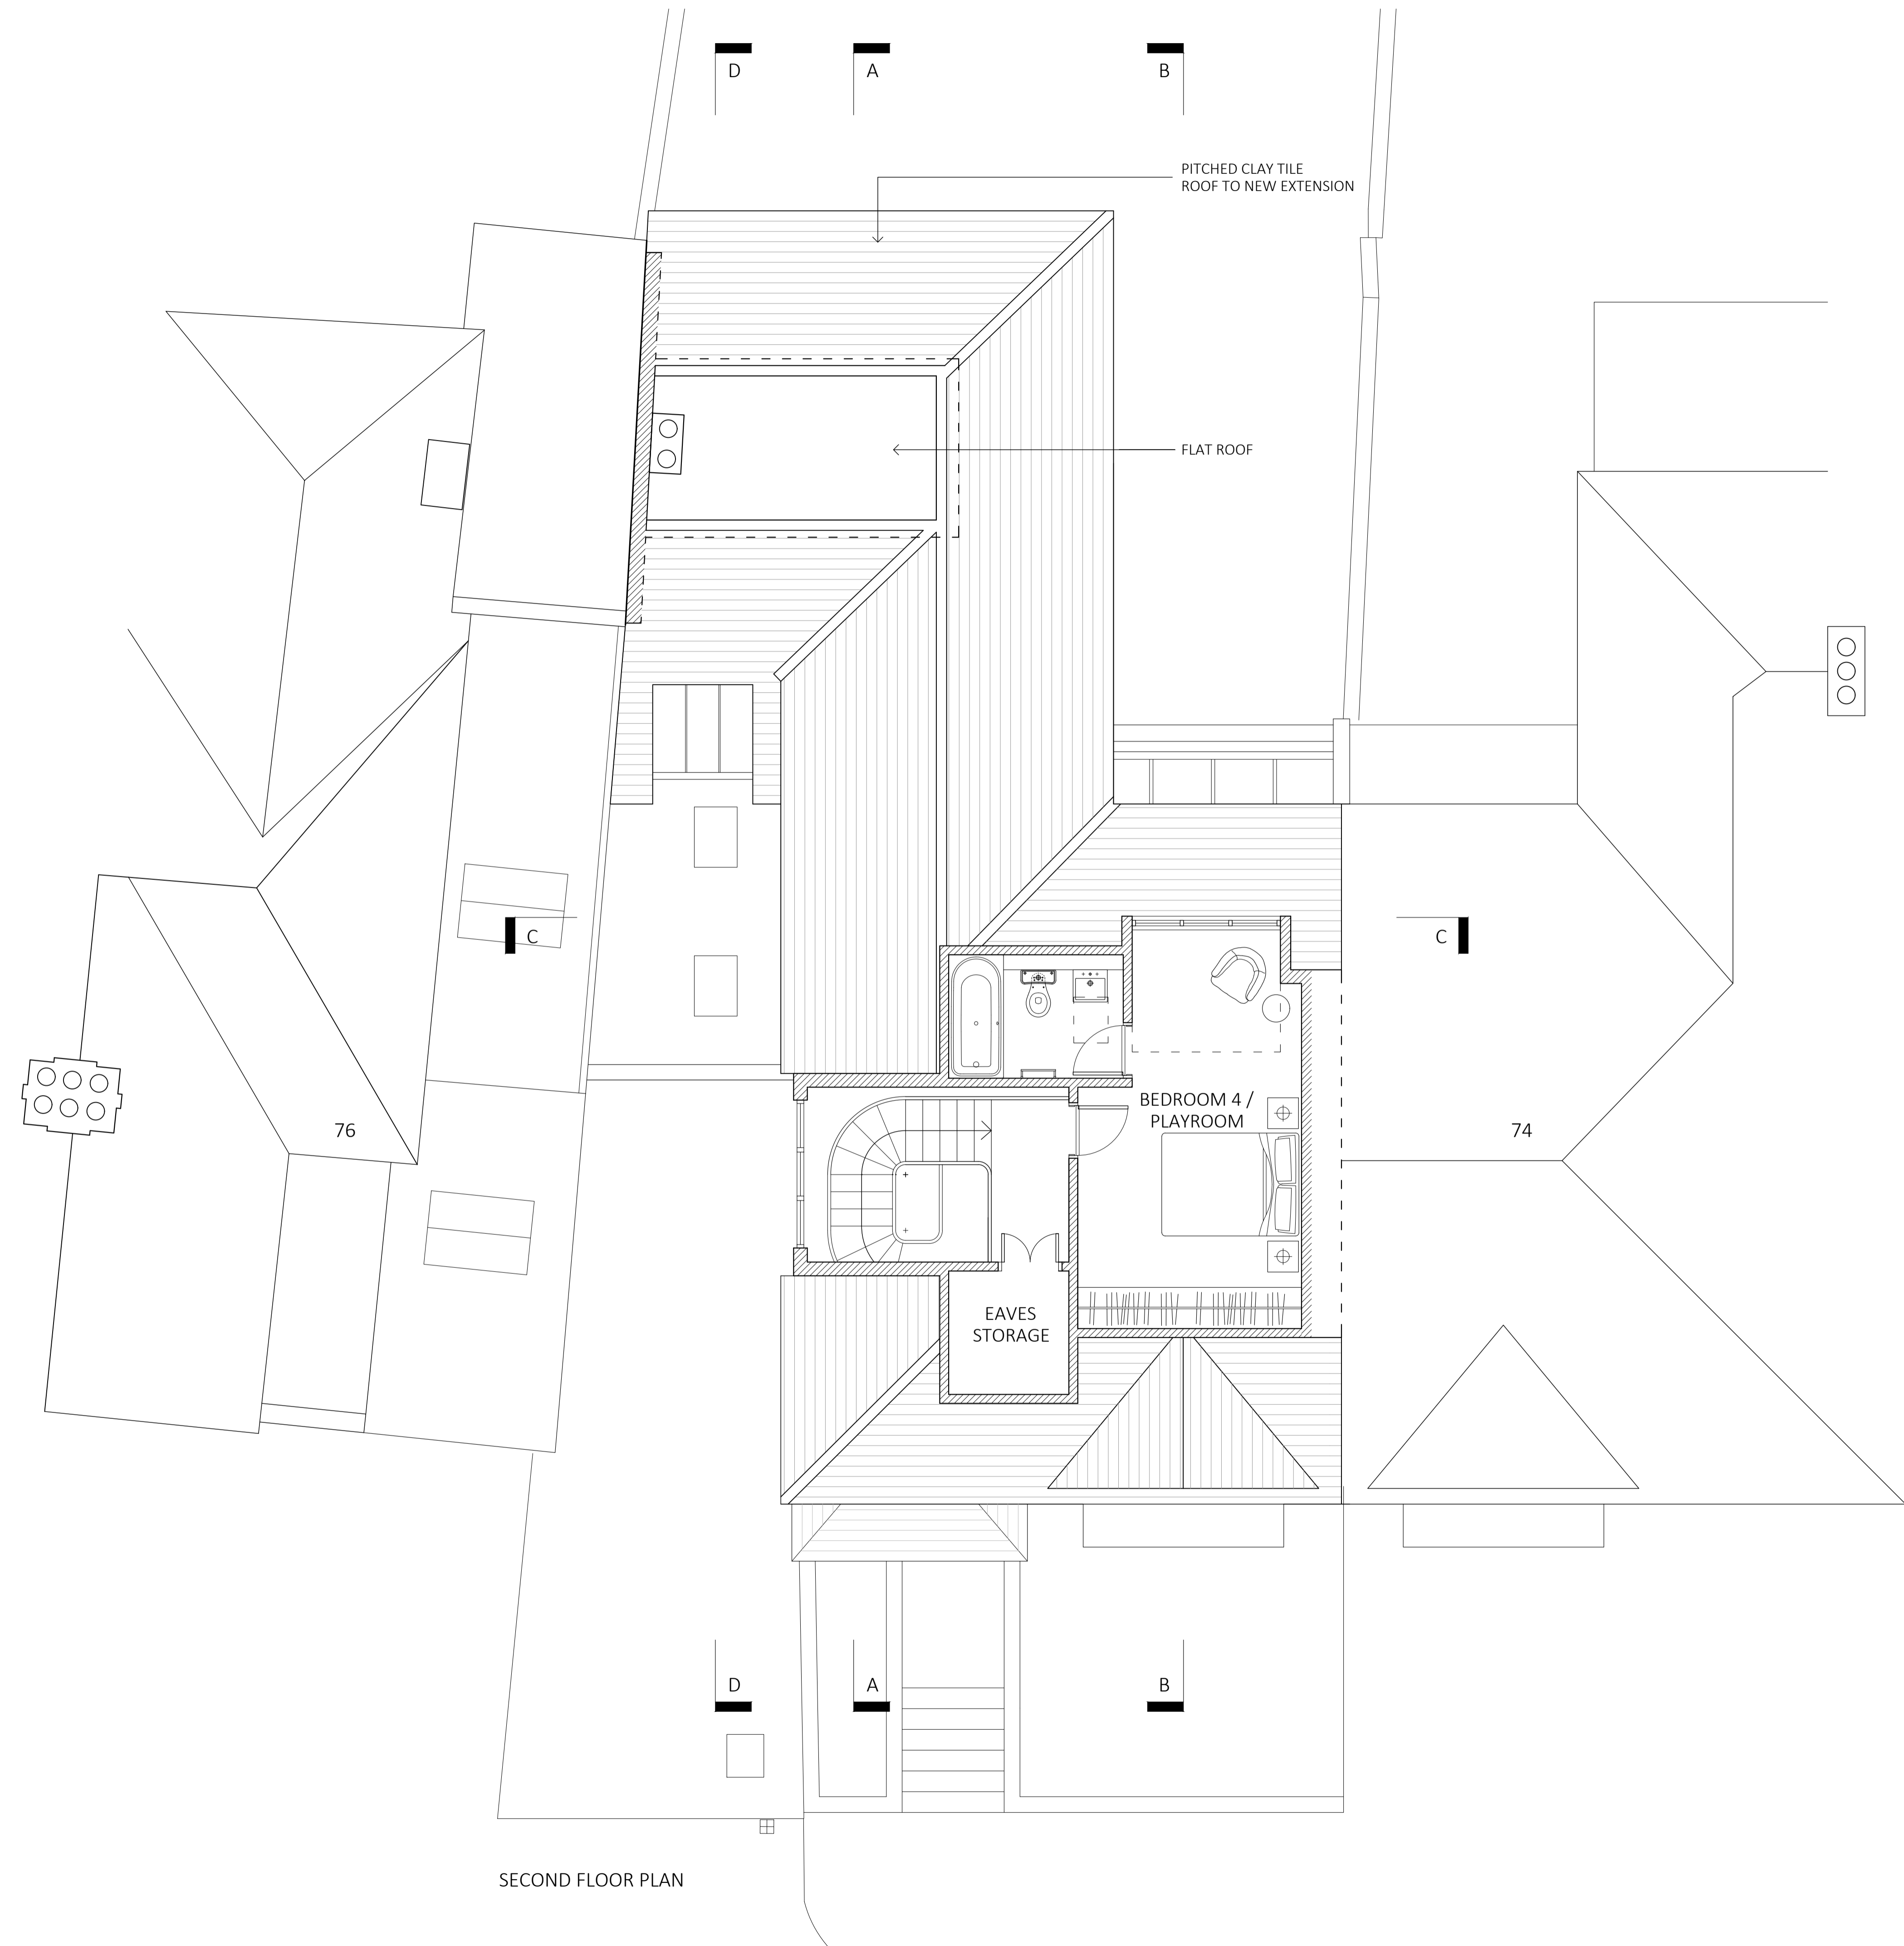 D
A
B
PITCHED CLAY TILE
ROOF TO NEW EXTENSION
FLAT ROOF
C
C
BEDROOM 4 /
PLAYROOM
76
74
EAVES
STORAGE
D
A
B
SECOND FLOOR PLAN